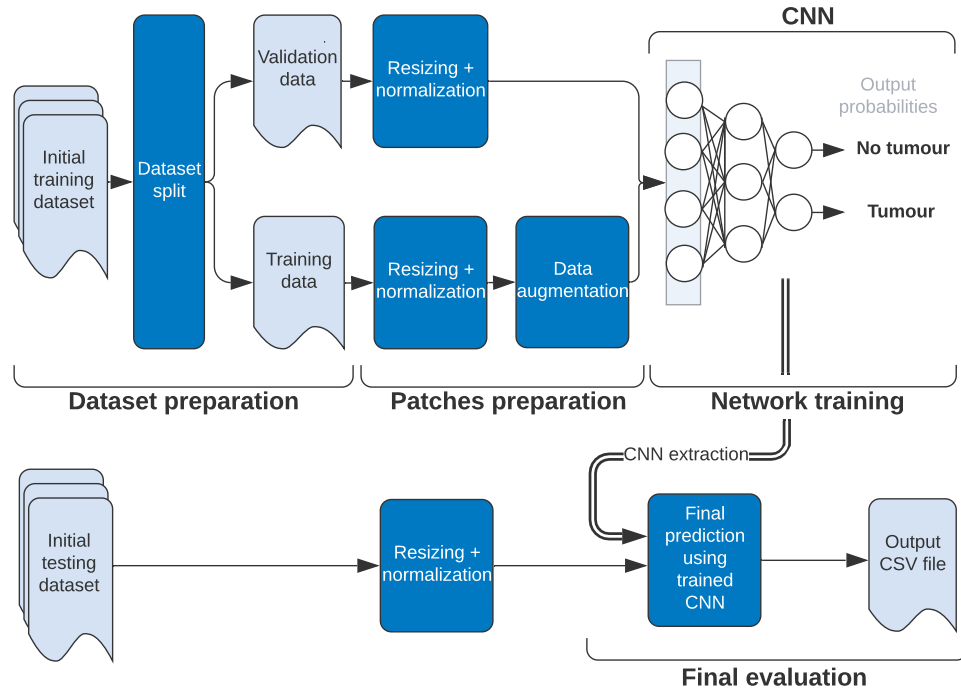 CNN
Validation
data
Resizing +
normalization
Output
probabilities
Initial
training
dataset
Dataset
split
No tumour
Tumour
Training
data
Resizing +
normalization
Data
augmentation
Dataset preparation
Patches preparation
Network training
CNN extraction
Initial
testing
dataset
Resizing +
normalization
Final
prediction
using
trained
CNN
Output
CSV file
Final evaluation